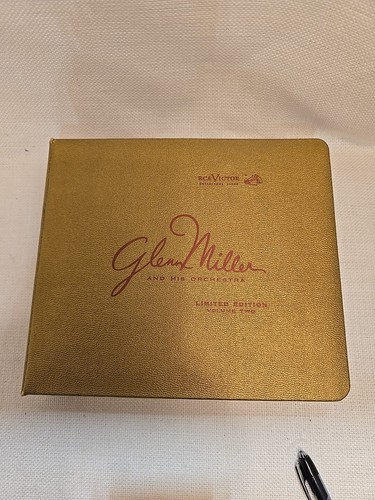 RCA VICTOR
Glenn Miller
AND HIS ORCHESTRA
LIMITED EDITION
VOLUME TWO